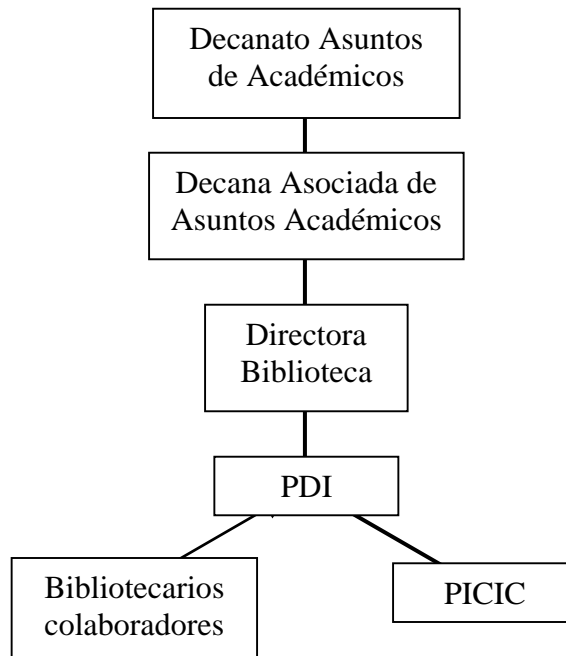 Decanato Asuntos
de Académicos
Decana Asociada de
Asuntos Académicos
Directora
Biblioteca
PDI
Bibliotecarios
colaboradores
PICIC